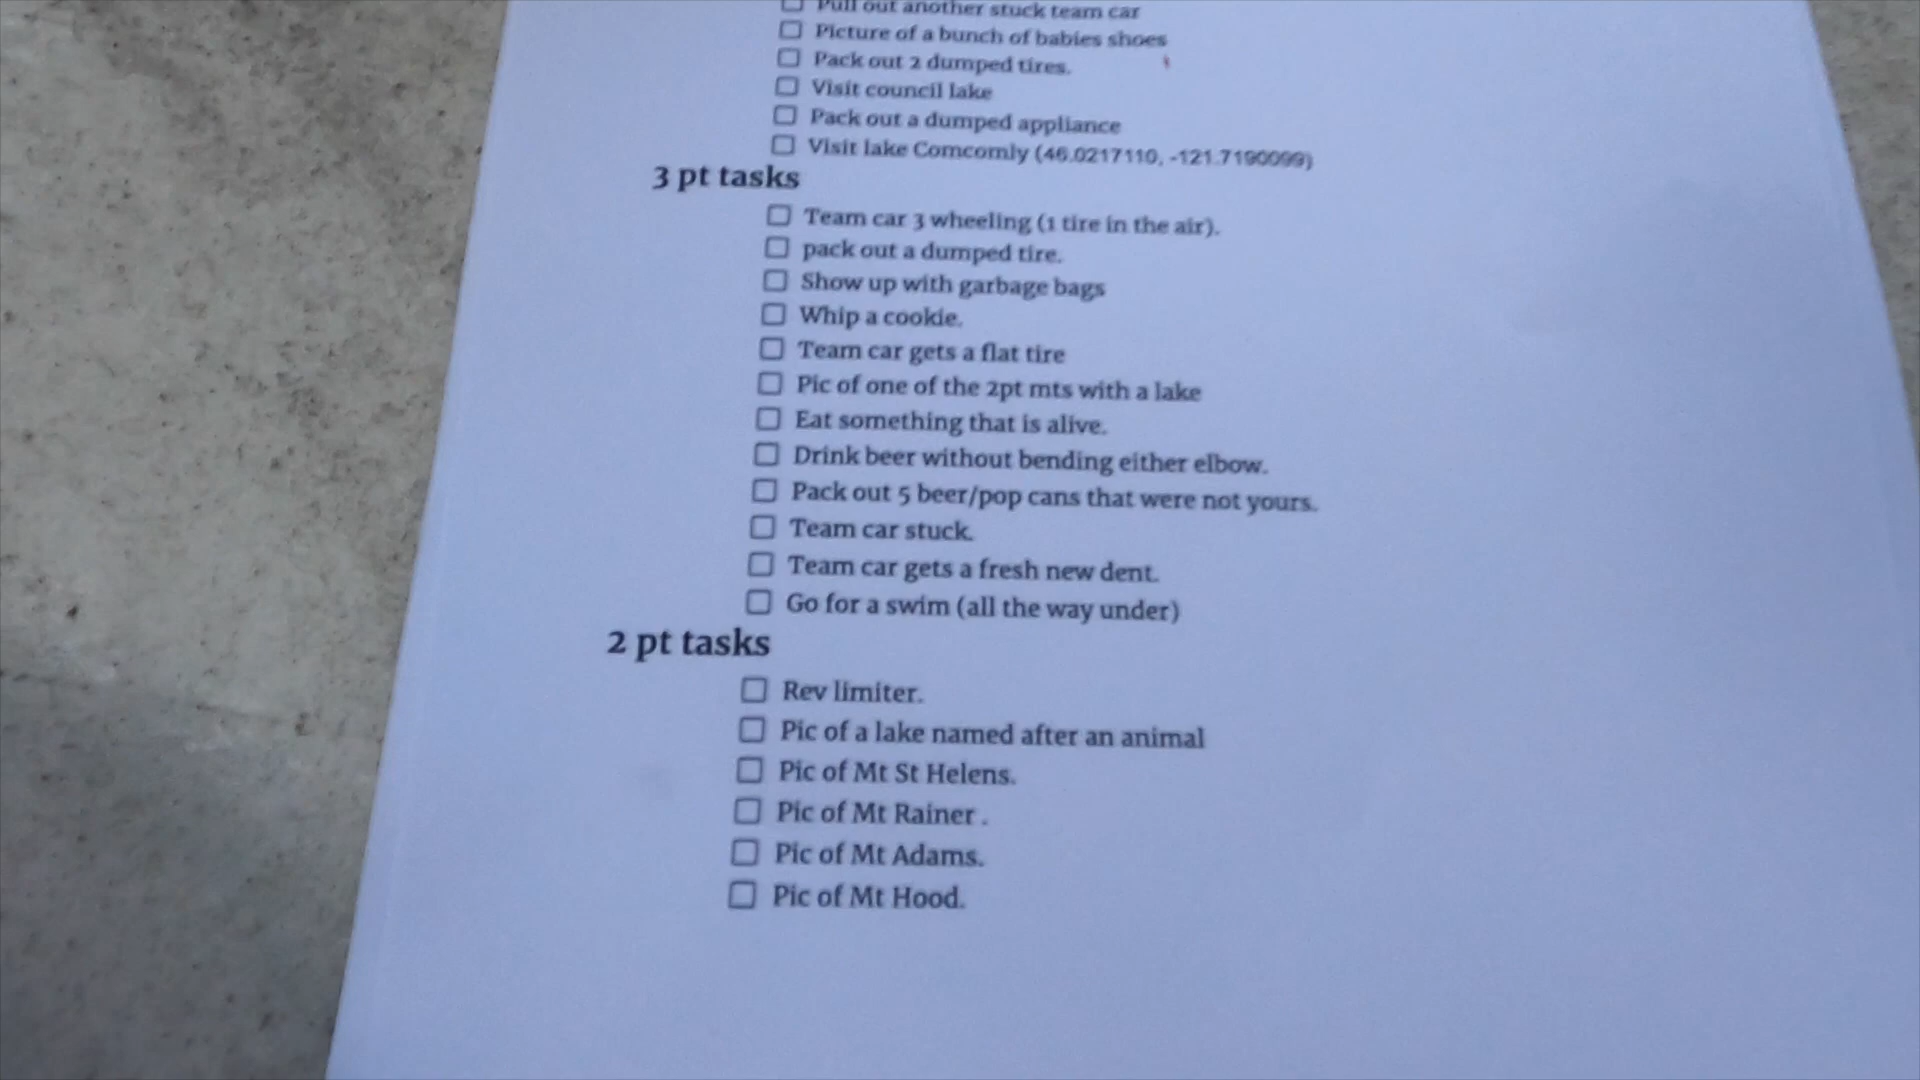 Pull out another stuck team car
Picture of a bunch of babies shoes
Pack out 2 dumped tires.
Visit council lake
Pack out a dumped appliance
Visit lake Comcomly (46.0217110, -121.7190099)
3 pt tasks
Team car 3 wheeling (1 tire in the air).
pack out a dumped tire.
Show up with garbage bags
Whip a cookie.
Team car gets a flat tire
Pic of one of the 2pt mts with a lake
Eat something that is alive.
Drink beer without bending either elbow.
Pack out 5 beer/pop cans that were not yours.
Team car stuck.
Team car gets a fresh new dent.
Go for a swim (all the way under)
2 pt tasks
Rev limiter.
Pic of a lake named after an animal
Pic of Mt St Helens.
Pic of Mt Rainer .
Pic of Mt Adams.
Pic of Mt Hood.